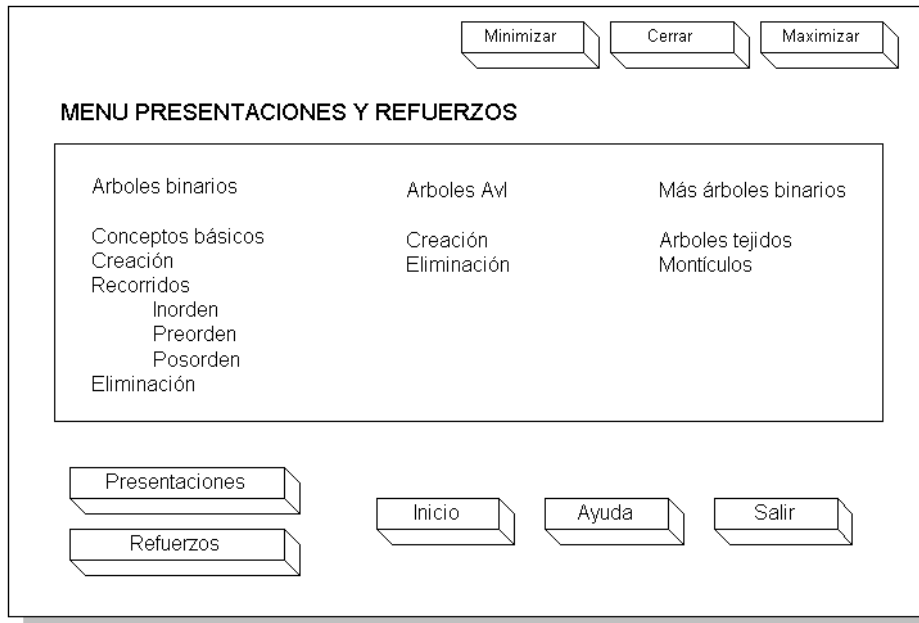 Minimizar
Cerrar
Maximizar
MENU PRESENTACIONES Y REFUERZOS
Arboles binarios
Conceptos básicos
Creación
Recorridos
Inorden
Preorden
Posorden
Eliminación
Arboles Avl
Creación
Eliminación
Más árboles binarios
Arboles tejidos
Montículos
Presentaciones
Refuerzos
Inicio
Ayuda
Salir